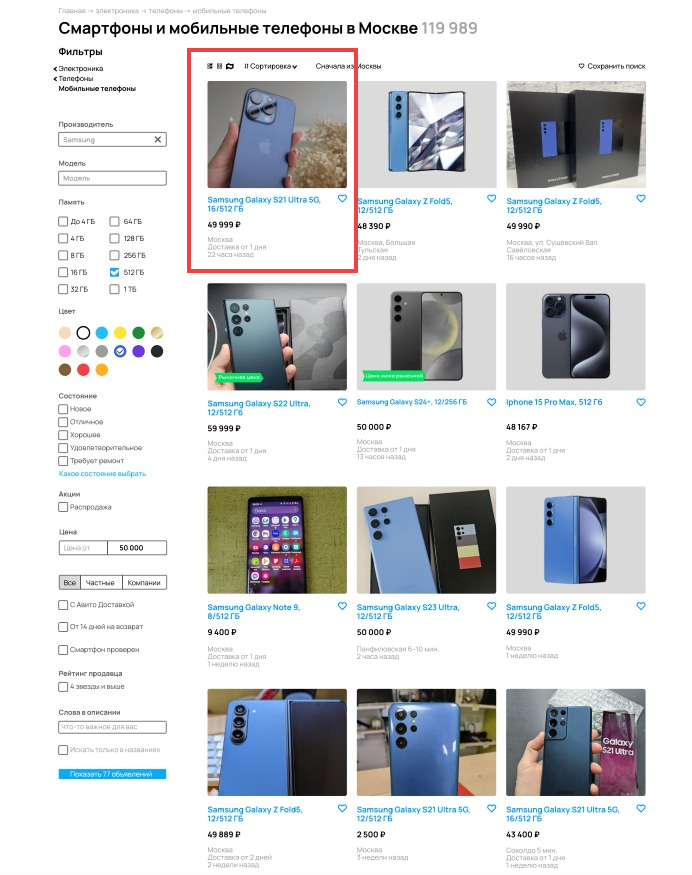 Главная → электроника → телефоны → мобильные телефоны
Смартфоны и мобильные телефоны в Москве 119 989
Фильтры
Электроника
Телефоны
Мобильные телефоны
Производитель
Samsung
Модель
Модель
Память
До 4 ГБ
64 ГБ
4 ГБ
128 ГБ
8 ГБ
256 ГБ
16 ГБ
512 ГБ
32 ГБ
1 ТБ
Цвет
Состояние
Новое
Отличное
Хорошее
Удовлетворительное
Требует ремонт
Какое состояние выбрать
Акции
Распродажа
Цена
Цена от
50 000
Все
Частные
Компании
С Авито Доставкой
От 14 дней на возврат
Смартфон проверен
Рейтинг продавца
4 звезды и выше
Слова в описании
Что-то важное для вас
Искать только в названиях
Показать 77 объявлений
Сортировка
Сначала из Москвы
Сохранить поиск
Samsung Galaxy S21 Ultra 5G,
16/512 ГБ
49 999 ₽
Москва
Доставка от 1 дня
22 часа назад
Samsung Galaxy Z Fold5,
12/512 ГБ
48 390 ₽
Москва, Большая
Тульская
2 дня назад
Samsung Galaxy Z Fold5,
12/512 ГБ
49 990 ₽
Москва, ул. Сущёвский Вал
Савёловская
16 часов назад
Рыночная цена
Samsung Galaxy S22 Ultra,
12/512 Гб
59 999 ₽
Москва
Доставка от 1 дня
4 дня назад
Цена ниже рыночной
Samsung Galaxy S24+, 12/256 ГБ
50 000 ₽
Москва
Доставка от 1 дня
13 часов назад
Iphone 15 Pro Max, 512 Гб
48 167 ₽
Москва
Доставка от 1 дня
2 дня назад
Samsung Galaxy Note 9,
8/512 ГБ
9 400 ₽
Москва
Доставка от 1 дня
1 неделю назад
Samsung Galaxy S23 Ultra,
12/512 ГБ
50 000 ₽
Панфиловская 6–10 мин.
2 часа назад
Samsung Galaxy Z Fold5,
12/512 ГБ
49 990 ₽
Москва
1 неделю назад
Samsung Galaxy Z Fold5,
12/512 ГБ
49 889 ₽
Москва
Доставка от 2 дней
2 недели назад
Samsung Galaxy S21 Ultra 5G,
12/512 ГБ
2 500 ₽
Москва
3 недели назад
Galaxy
S21 Ultra
Samsung Galaxy S21 Ultra 5G,
16/512 ГБ
43 400 ₽
Соколдо 5 мин.
Доставка от 1 дня
1 неделю назад